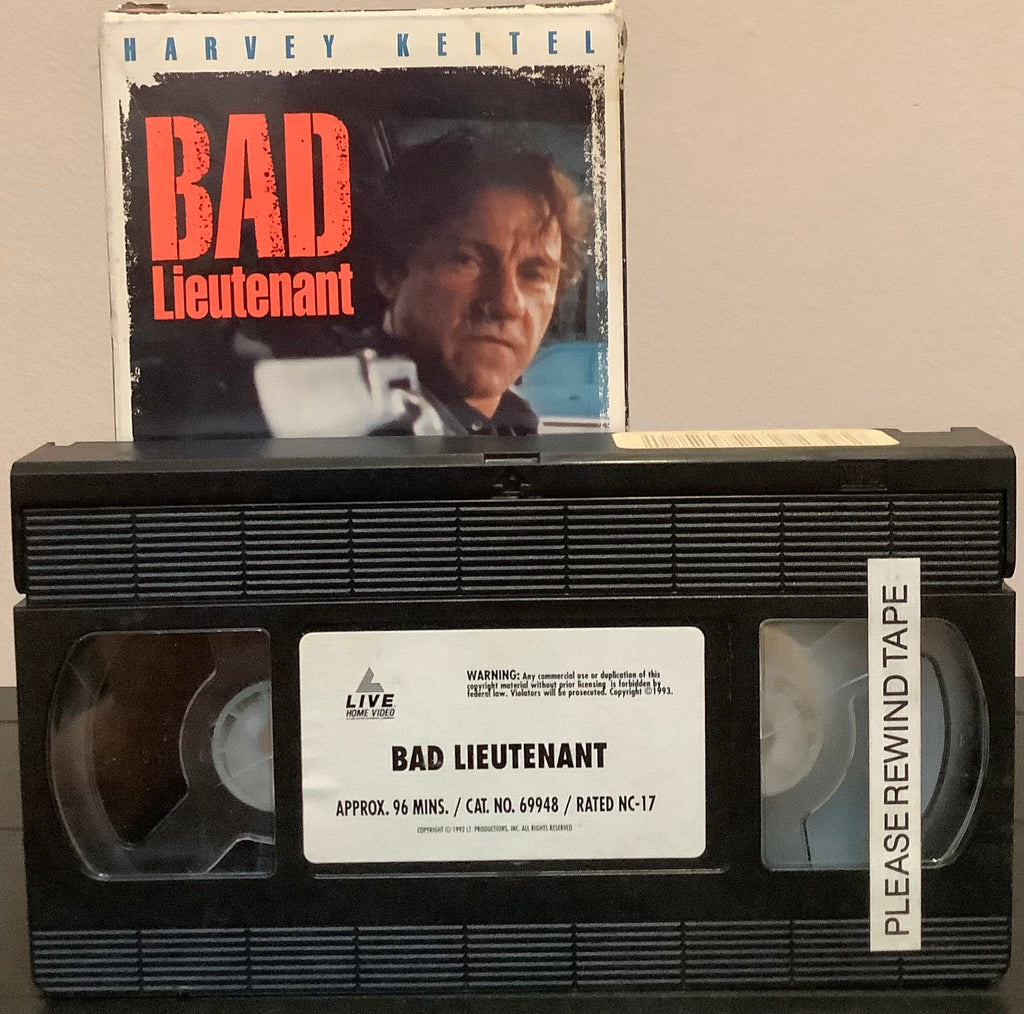 HARVEY KEITEL
BAD
Lieutenant
LIVE
HOME VIDEO
WARNING: Any commercial use or duplication of this
copyright material without prior licensing is forbidden by
federal law. Violators will be prosecuted. Copyright ©1993.
BAD LIEUTENANT
APPROX. 96 MINS. / CAT. NO. 69948 / RATED NC-17
COPYRIGHT © 1992 LT. PRODUCTIONS, INC. ALL RIGHTS RESERVED
PLEASE REWIND TAPE